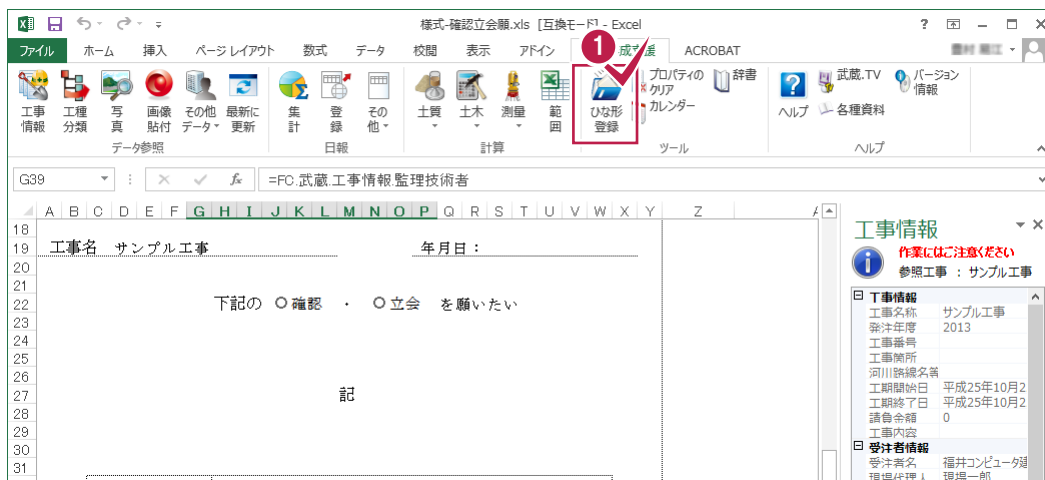 様式-確認立会願.xls [互換モード] - Excel
?
ファイル ホーム 挿入 ページ レイアウト 数式 データ 校閲 表示 アドイン 成支援 ACROBAT
1
工事情報 工種分類 写真 画像貼付 その他データ 最新に更新
集計 登録 その他
土質 土木 測量 範囲
ひな形登録
プロパティのクリア 辞書
カレンダー
? ヘルプ 武蔵.TV バージョン情報
各種資料
データ参照 日報 計算 ツール ヘルプ
G39 fx =FC.武蔵.工事情報.監理技術者
A B C D E F G H I J K L M N O P Q R S T U V W X Y Z
18
19 工事名 サンプル工事 年月日：
20
21
22 下記の 確認 ・ 立会 を願いたい
23
24
25
26
27 記
28
29
30
31
工事情報
作業にはご注意ください
参照工事 ： サンプル工事
工事情報
工事名称 サンプル工事
発注年度 2013
工事番号
工事箇所
河川路線名等
工期開始日 平成25年10月2
工期終了日 平成25年10月2
請負金額 0
工事内容
受注者情報
受注者名 福井コンピュータ建
現場代理人 現場一郎